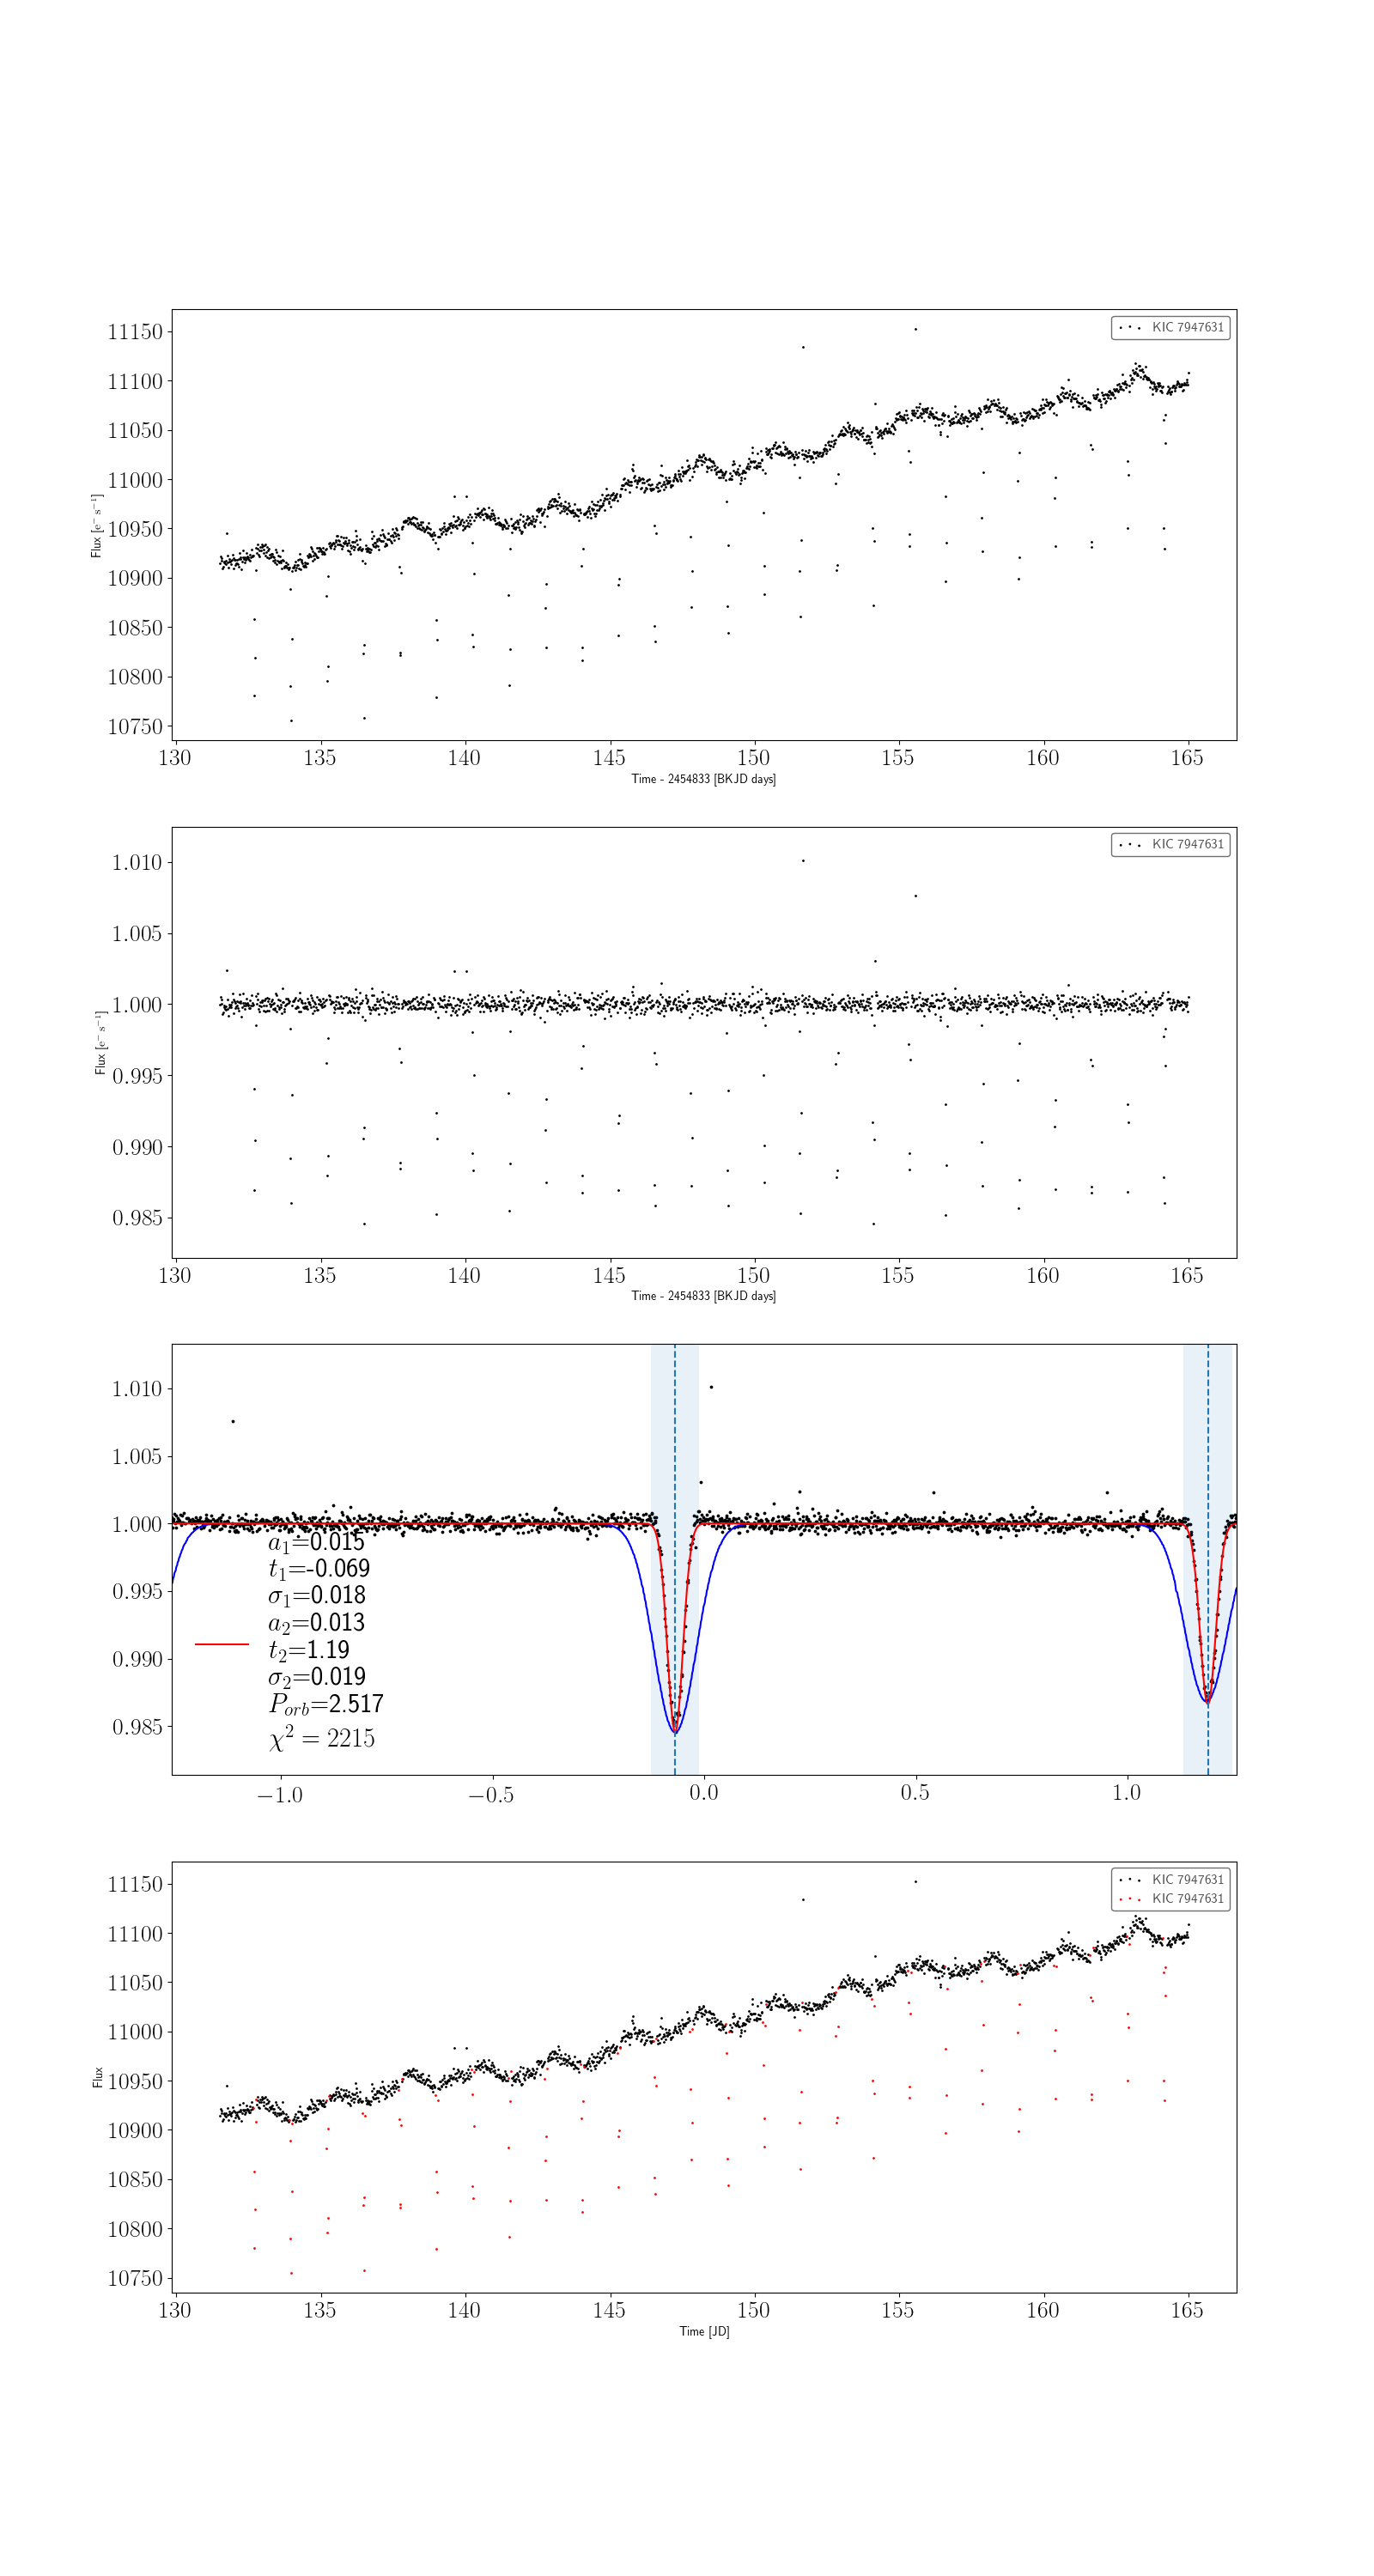 KIC 7947631
11150
11100
11050
11000
10950
10900
10850
10800
10750
Flux [e⁻ s⁻¹]
130 135 140 145 150 155 160 165
Time - 2454833 [BKJD days]
KIC 7947631
1.010
1.005
1.000
0.995
0.990
0.985
Flux [e⁻ s⁻¹]
130 135 140 145 150 155 160 165
Time - 2454833 [BKJD days]
1.010
1.005
1.000
0.995
0.990
0.985
a₁=0.015
t₁=-0.069
σ₁=0.018
a₂=0.013
t₂=1.19
σ₂=0.019
Pₒᵣb=2.517
χ² = 2215
−1.0 −0.5 0.0 0.5 1.0
KIC 7947631
KIC 7947631
11150
11100
11050
11000
10950
10900
10850
10800
10750
Flux
130 135 140 145 150 155 160 165
Time [JD]